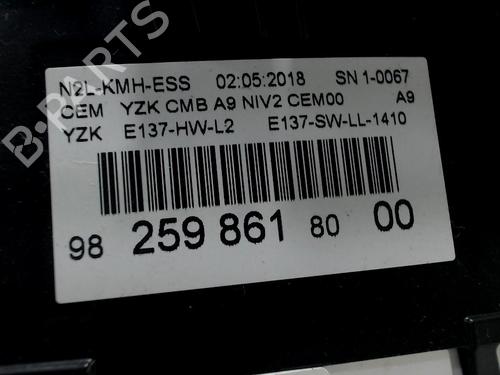 N2L-KMH-ESS 02:05:2018 SN 1-0067
CEM YZK CMB A9 NIV2 CEM00 A9
YZK E137-HW-L2 E137-SW-LL-1410
98 259 861 80 00
B-PARTS